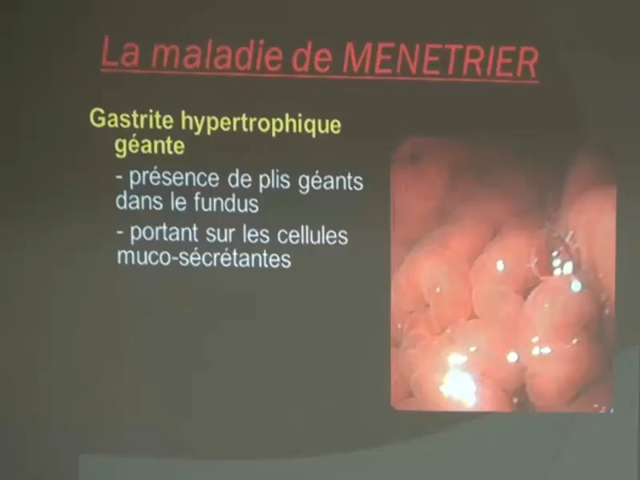 La maladie de MENETRIER
Gastrite hypertrophique
géante
- présence de plis géants
dans le fundus
- portant sur les cellules
muco-sécrétantes